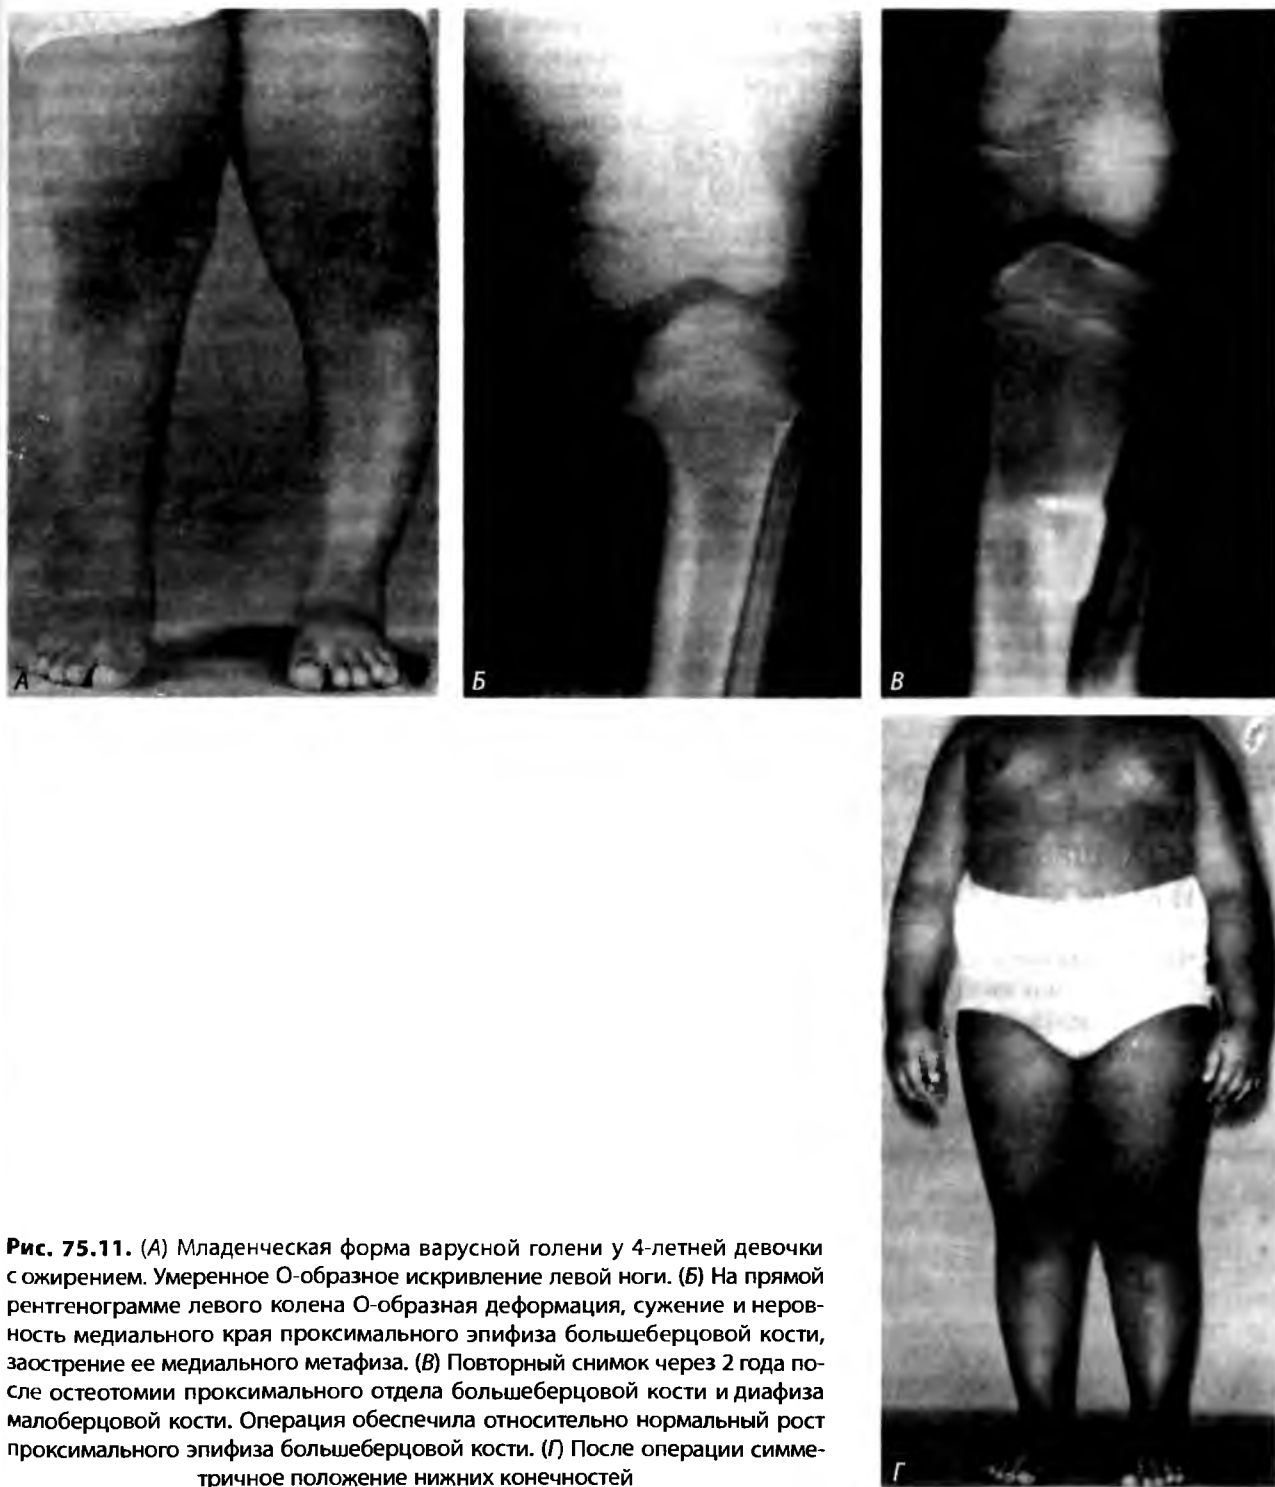 А
Б
В
Г
Рис. 75.11. (А) Младенческая форма варусной голени у 4-летней девочки
с ожирением. Умеренное О-образное искривление левой ноги. (Б) На прямой
рентгенограмме левого колена О-образная деформация, сужение и неров-
ность медиального края проксимального эпифиза большеберцовой кости,
заострение ее медиального метафиза. (В) Повторный снимок через 2 года по-
сле остеотомии проксимального отдела большеберцовой кости и диафиза
малоберцовой кости. Операция обеспечила относительно нормальный рост
проксимального эпифиза большеберцовой кости. (Г) После операции симме-
тричное положение нижних конечностей